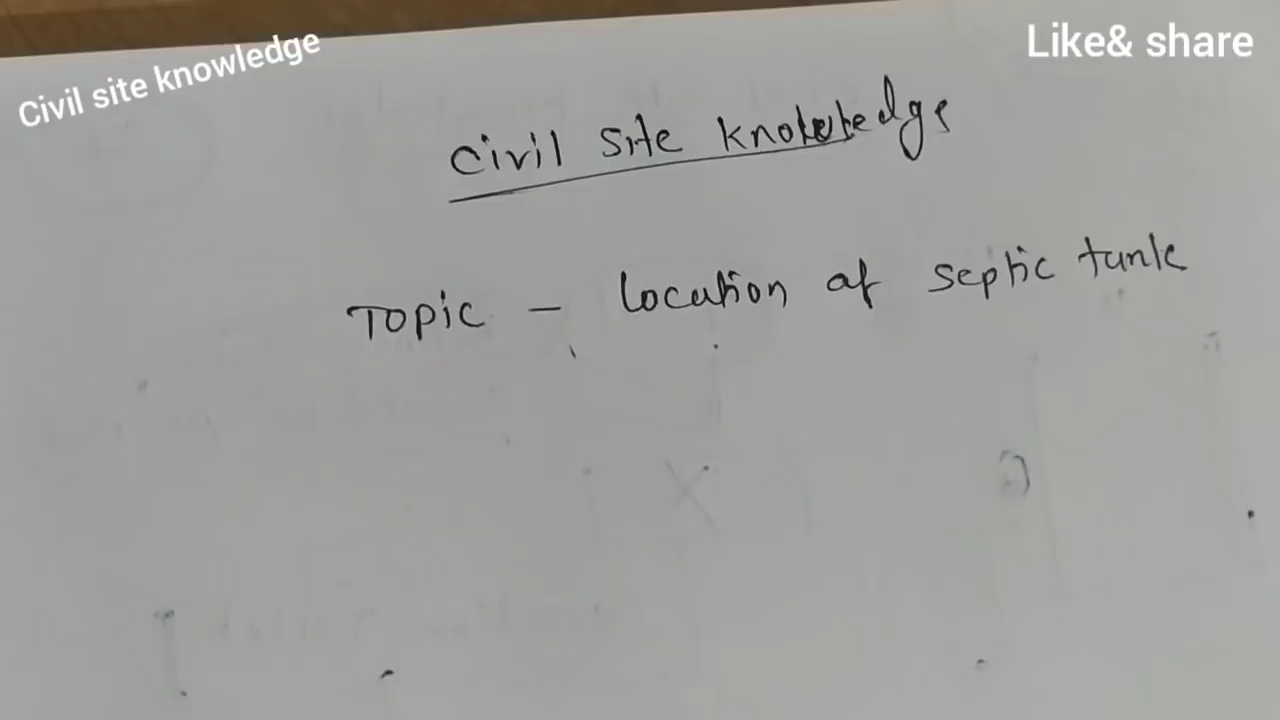 Civil site knowledge
Like& share
Civil Site Knowledge
Topic - Location of Septic tank